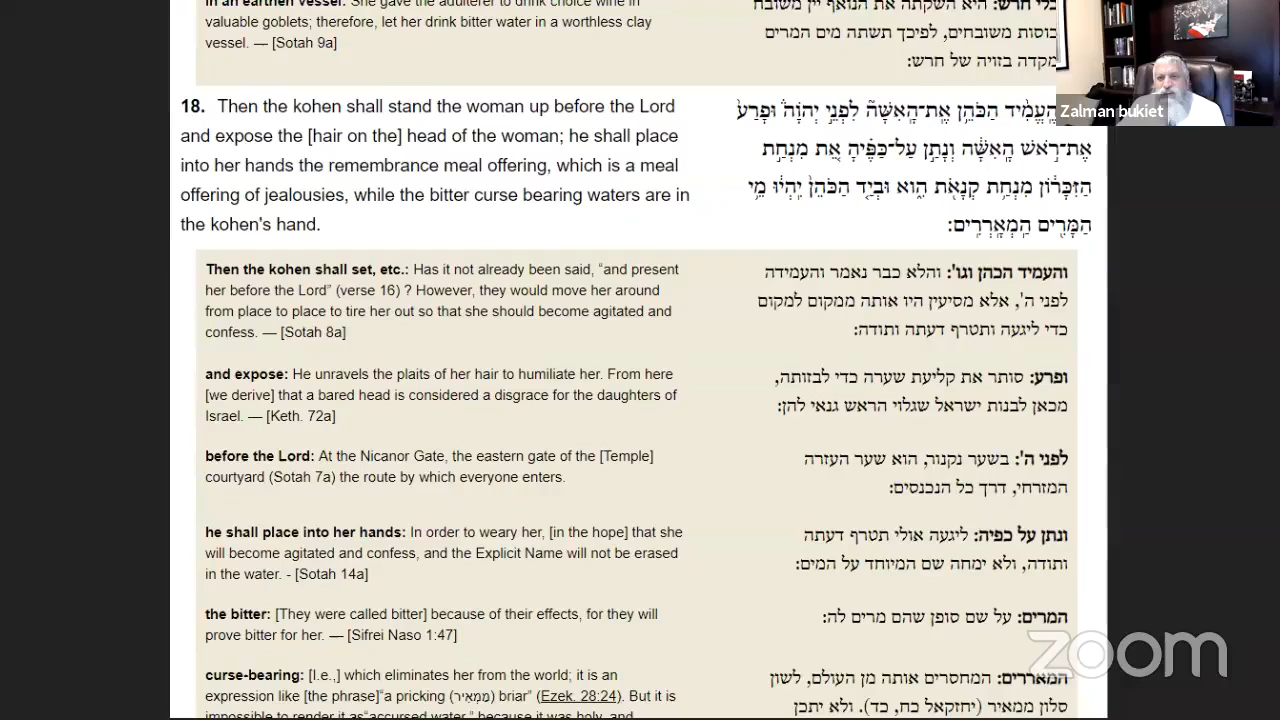 in an earthen vessel: She gave the adulterer to drink choice wine in
valuable goblets; therefore, let her drink bitter water in a worthless clay
vessel. — [Sotah 9a]
כלי חרש: היא השקתה את הנואף יין משובח
כוסות משובחים, לפיכך תשתה מים המרים
מקדה בזויה של חרש:
18. Then the kohen shall stand the woman up before the Lord
and expose the [hair on the] head of the woman; he shall place
into her hands the remembrance meal offering, which is a meal
offering of jealousies, while the bitter curse bearing waters are in
the kohen's hand.
הֶעֱמִ֨יד הַכֹּהֵ֥ן אֶֽת־הָאִשָּׁה֮ לִפְנֵ֣י יְהֹוָה֒ וּפָרַע֙
אֶת־רֹ֣אשׁ הָֽאִשָּׁ֔ה וְנָתַ֣ן עַל־כַּפֶּ֗יהָ אֵ֚ת מִנְחַ֣ת
הַזִּכָּר֔וֹן מִנְחַ֥ת קְנָאֹ֖ת הִ֑וא וּבְיַ֤ד הַכֹּהֵן֙ יִֽהְי֔וּ מֵ֥י
הַמָּרִ֖ים הַמְאָֽרֲרִֽים:
Zalman bukiet
Then the kohen shall set, etc.: Has it not already been said, “and present
her before the Lord” (verse 16) ? However, they would move her around
from place to place to tire her out so that she should become agitated and
confess. — [Sotah 8a]
והעמיד הכהן וגו': והלא כבר נאמר והעמידה
לפני ה', אלא מסיעין היו אותה ממקום למקום
כדי ליגעה ותטרף דעתה ותודה:
and expose: He unravels the plaits of her hair to humiliate her. From here
[we derive] that a bared head is considered a disgrace for the daughters of
Israel. — [Keth. 72a]
ופרע: סותר את קליעת שערה כדי לבזותה,
מכאן לבנות ישראל שגלוי הראש גנאי להן:
before the Lord: At the Nicanor Gate, the eastern gate of the [Temple]
courtyard (Sotah 7a) the route by which everyone enters.
לפני ה': בשער נקנור, הוא שער העזרה
המזרחי, דרך כל הנכנסים:
he shall place into her hands: In order to weary her, [in the hope] that she
will become agitated and confess, and the Explicit Name will not be erased
in the water. - [Sotah 14a]
ונתן על כפיה: ליגעה אולי תטרף דעתה
ותודה, ולא ימחה שם המיוחד על המים:
the bitter: [They were called bitter] because of their effects, for they will
prove bitter for her. — [Sifrei Naso 1:47]
המרים: על שם סופן שהם מרים לה:
curse-bearing: [I.e.,] which eliminates her from the world; it is an
expression like [the phrase]“a pricking (מַמְאִיר) briar” (Ezek. 28:24). But it is
impossible to render it as“accursed water,” because it was holy, and
המאררים: המחסרים אותה מן העולם, לשון
סלון ממאיר (יחזקאל כח, כד). ולא יתכן
zoom